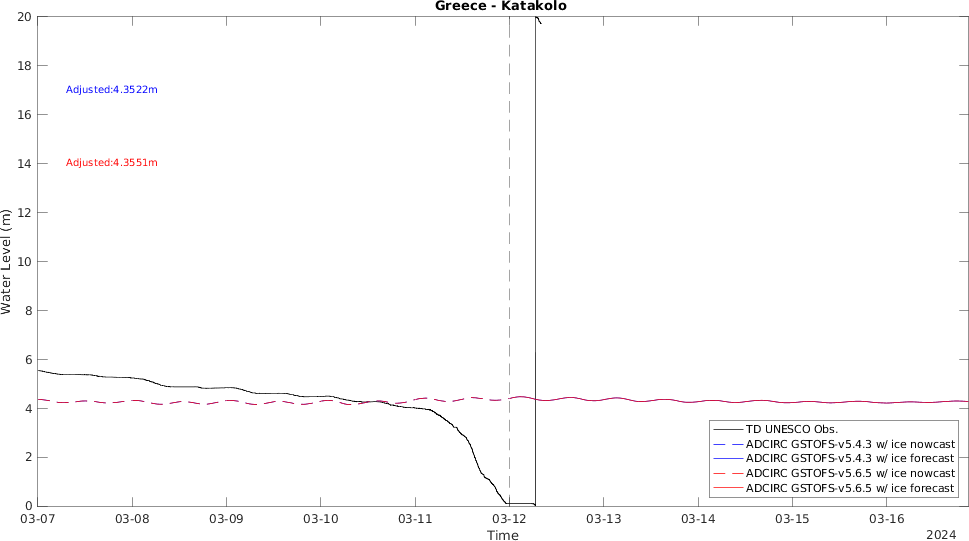 Greece - Katakolo
Water Level (m)
20
18
16
14
12
10
8
6
4
2
0
Adjusted:4.3522m
Adjusted:4.3551m
TD UNESCO Obs.
ADCIRC GSTOFS-v5.4.3 w/ ice nowcast
ADCIRC GSTOFS-v5.4.3 w/ ice forecast
ADCIRC GSTOFS-v5.6.5 w/ ice nowcast
ADCIRC GSTOFS-v5.6.5 w/ ice forecast
03-07 03-08 03-09 03-10 03-11 03-12 03-13 03-14 03-15 03-16
Time
2024